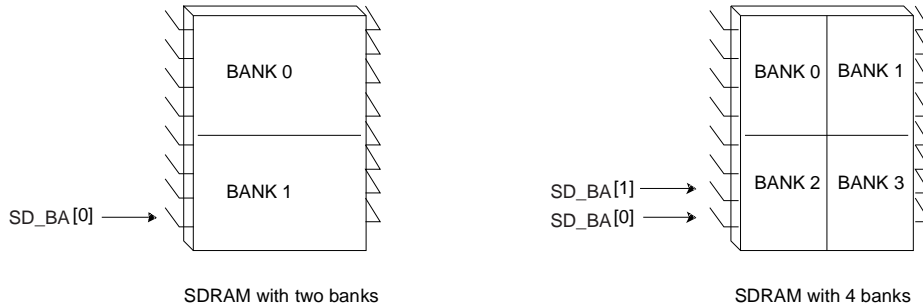 BANK 0
BANK 1
SD_BA[0]
SDRAM with two banks
BANK 0 BANK 1
BANK 2 BANK 3
SD_BA[1]
SD_BA[0]
SDRAM with 4 banks